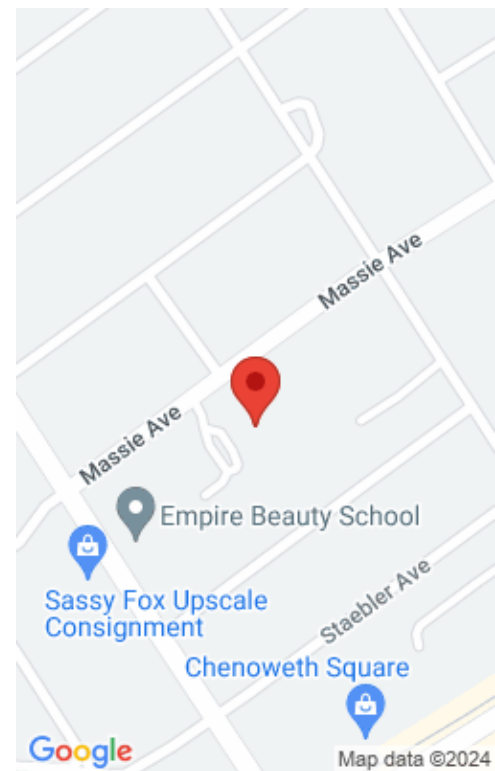 Massie Ave
Massie Ave
Empire Beauty School
Sassy Fox Upscale
Consignment
Staebler Ave
Chenoweth Square
Google
Map data ©2024